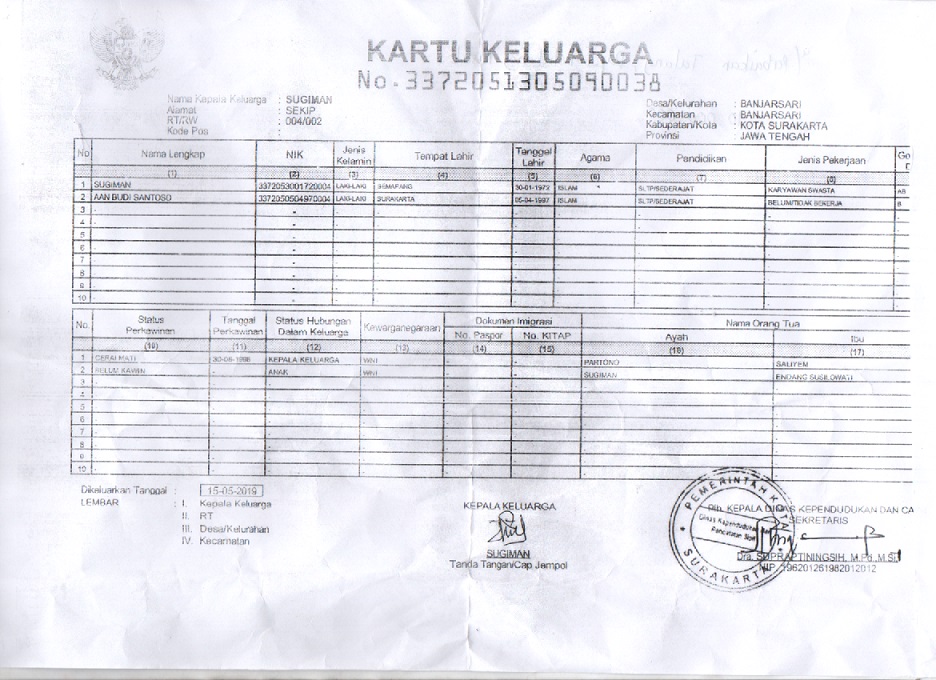 KARTU KELUARGA
No. 3372051305090038
Nama Kepala Keluarga : SUGIMAN
Alamat : SEKIP
RT/RW : 004/002
Kode Pos :
Desa/Kelurahan : BANJARSARI
Kecamatan : BANJARSARI
Kabupaten/Kota : KOTA SURAKARTA
Provinsi : JAWA TENGAH
No Nama Lengkap NIK Jenis Kelamin Tempat Lahir Tanggal Lahir Agama Pendidikan Jenis Pekerjaan Go
(1) (2) (3) (4) (5) (6) (7) (8)
1 SUGIMAN 3372053001720004 LAKI-LAKI SEMARANG 30-01-1972 ISLAM SLTP/SEDERAJAT KARYAWAN SWASTA AB
2 AAN BUDI SANTOSO 3372050504970004 LAKI-LAKI SURAKARTA 05-04-1997 ISLAM SLTP/SEDERAJAT BELUM/TIDAK BEKERJA B
3 -
4 -
5 -
6 -
7 -
8 -
9 -
10 -
No. Status Perkawinan Tanggal Perkawinan Status Hubungan Dalam Keluarga Kewarganegaraan Dokumen Imigrasi Nama Orang Tua
No. Paspor No. KITAP Ayah Ibu
(10) (11) (12) (13) (14) (15) (16) (17)
1 CERAI MATI 30-06-1996 KEPALA KELUARGA WNI - - PARTONO SALIYEM
2 BELUM KAWIN - ANAK WNI - - SUGIMAN ENDANG SUSILOWATI
3 -
4 -
5 -
6 -
7 -
8 -
9 -
10 -
Dikeluarkan Tanggal : 15-05-2019
LEMBAR : I. Kepala Keluarga
II. RT
III. Desa/Kelurahan
IV. Kecamatan
KEPALA KELUARGA
SUGIMAN
Tanda Tangan/Cap Jempol
Plh. KEPALA DINAS KEPENDUDUKAN DAN CA
SEKRETARIS
PEMERINTAH KOTA
Dinas Kependudukan
Pencatatan Sipil
SURAKARTA
Dra. SUPRAPTININGSIH, M.Pd.,M.Si
NIP. 196201261982012012